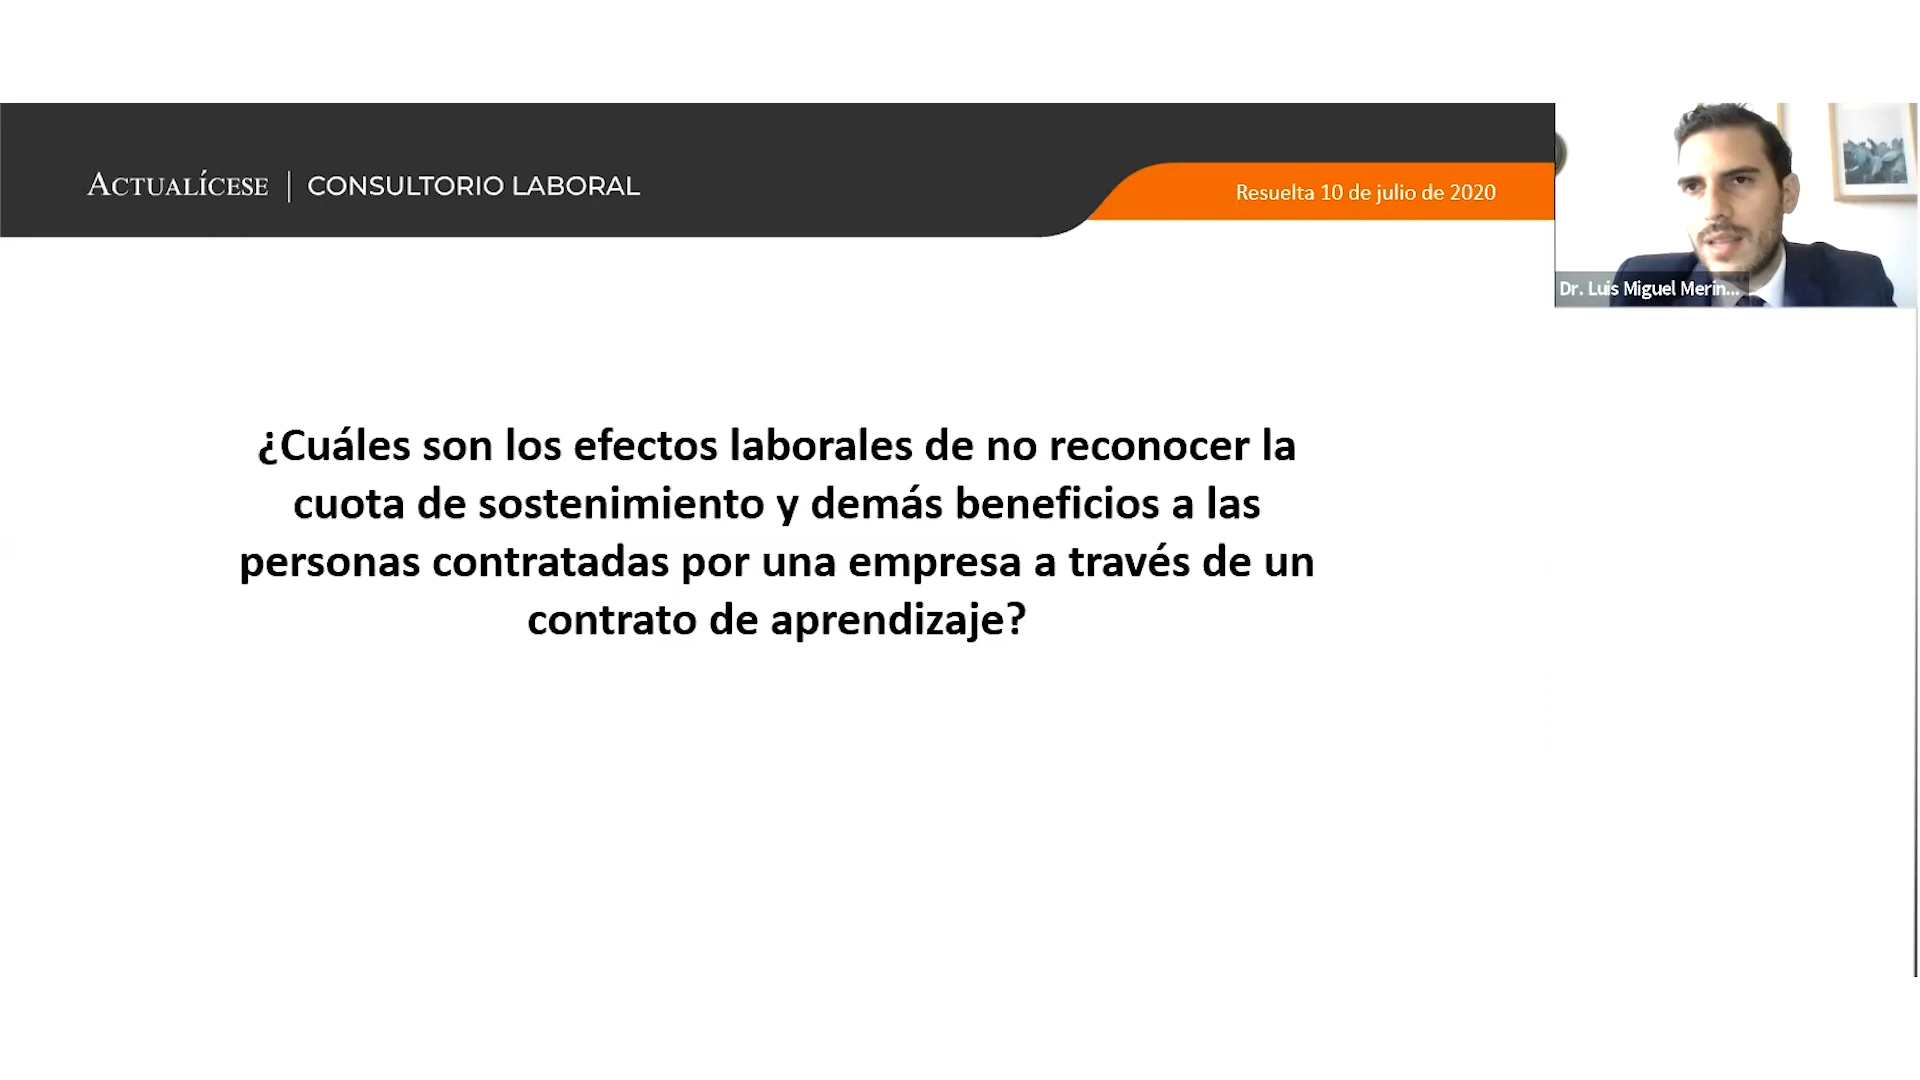 ACTUALÍCESE | CONSULTORIO LABORAL
Resuelta 10 de julio de 2020
Dr. Luis Miguel Merin...
¿Cuáles son los efectos laborales de no reconocer la
cuota de sostenimiento y demás beneficios a las
personas contratadas por una empresa a través de un
contrato de aprendizaje?